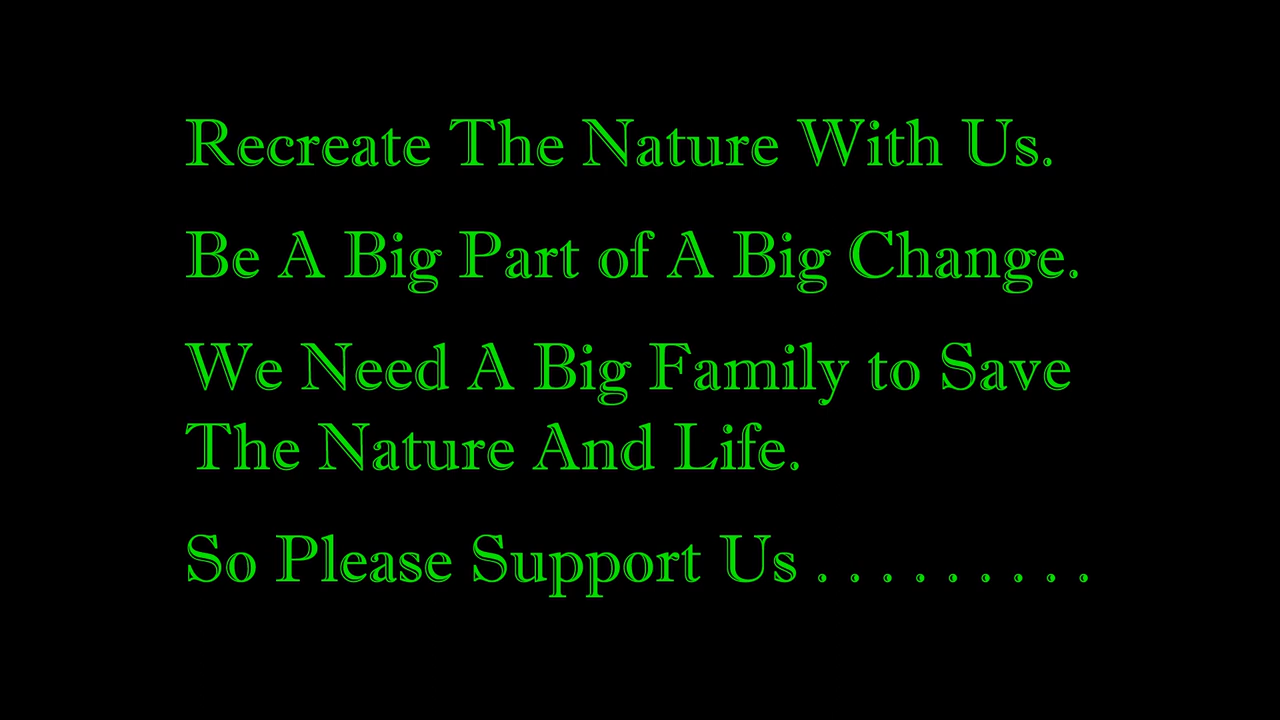 Recreate The Nature With Us.
Be A Big Part of A Big Change.
We Need A Big Family to Save
The Nature And Life.
So Please Support Us . . . . . . . . .